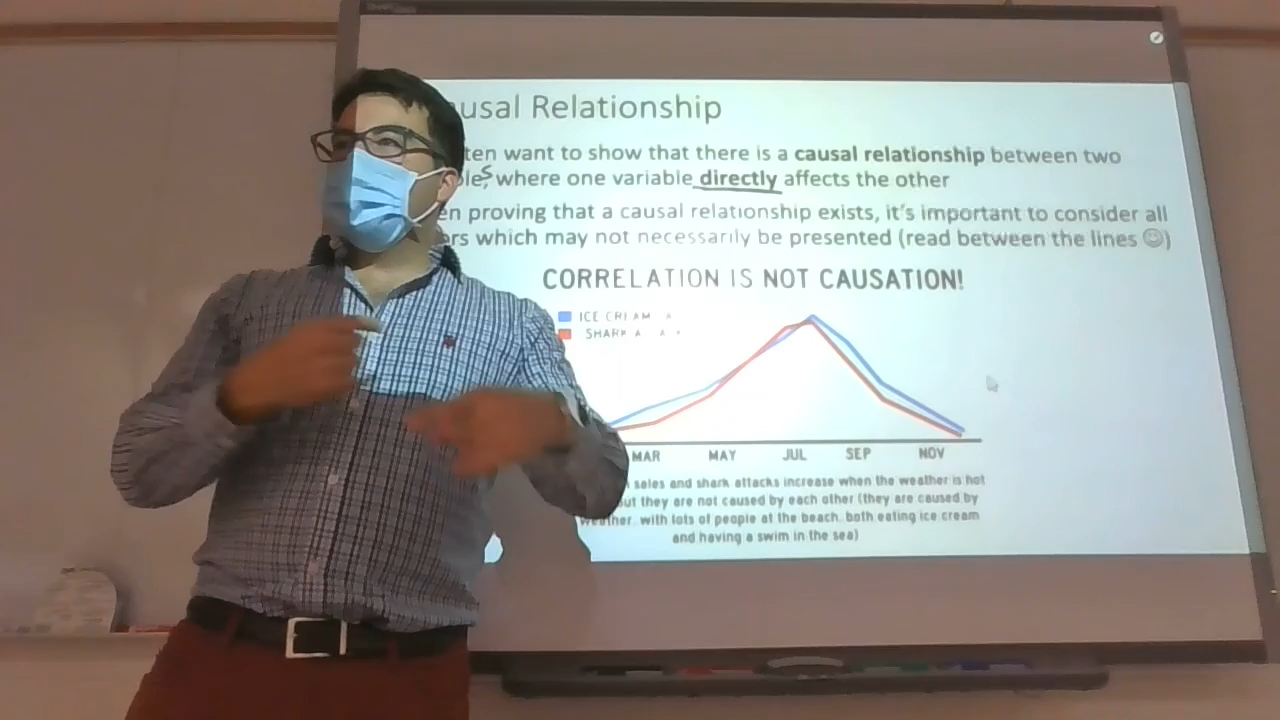 usal Relationship
ten want to show that there is a causal relationship between two
ble,s where one variable directly affects the other
en proving that a causal relationship exists, it's important to consider all
ors which may not necessarily be presented (read between the lines ☺)
CORRELATION IS NOT CAUSATION!
ICE CREAM
SHARK
MAR MAY JUL SEP NOV
sales and shark attacks increase when the weather is hot
but they are not caused by each other (they are caused by
weather, with lots of people at the beach, both eating ice cream
and having a swim in the sea)